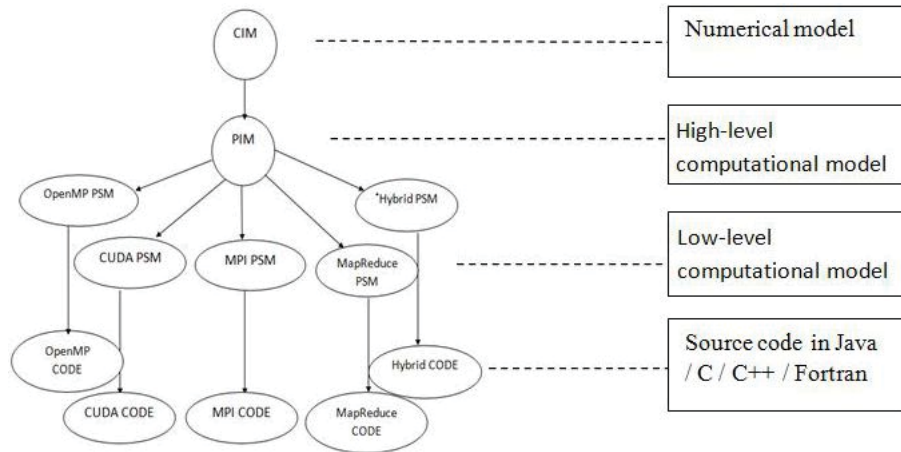 CIM
Numerical model
PIM
High-level
computational model
OpenMP PSM
*Hybrid PSM
CUDA PSM
MPI PSM
MapReduce
PSM
Low-level
computational model
OpenMP
CODE
Hybrid CODE
Source code in Java
/ C / C++ / Fortran
CUDA CODE
MPI CODE
MapReduce
CODE